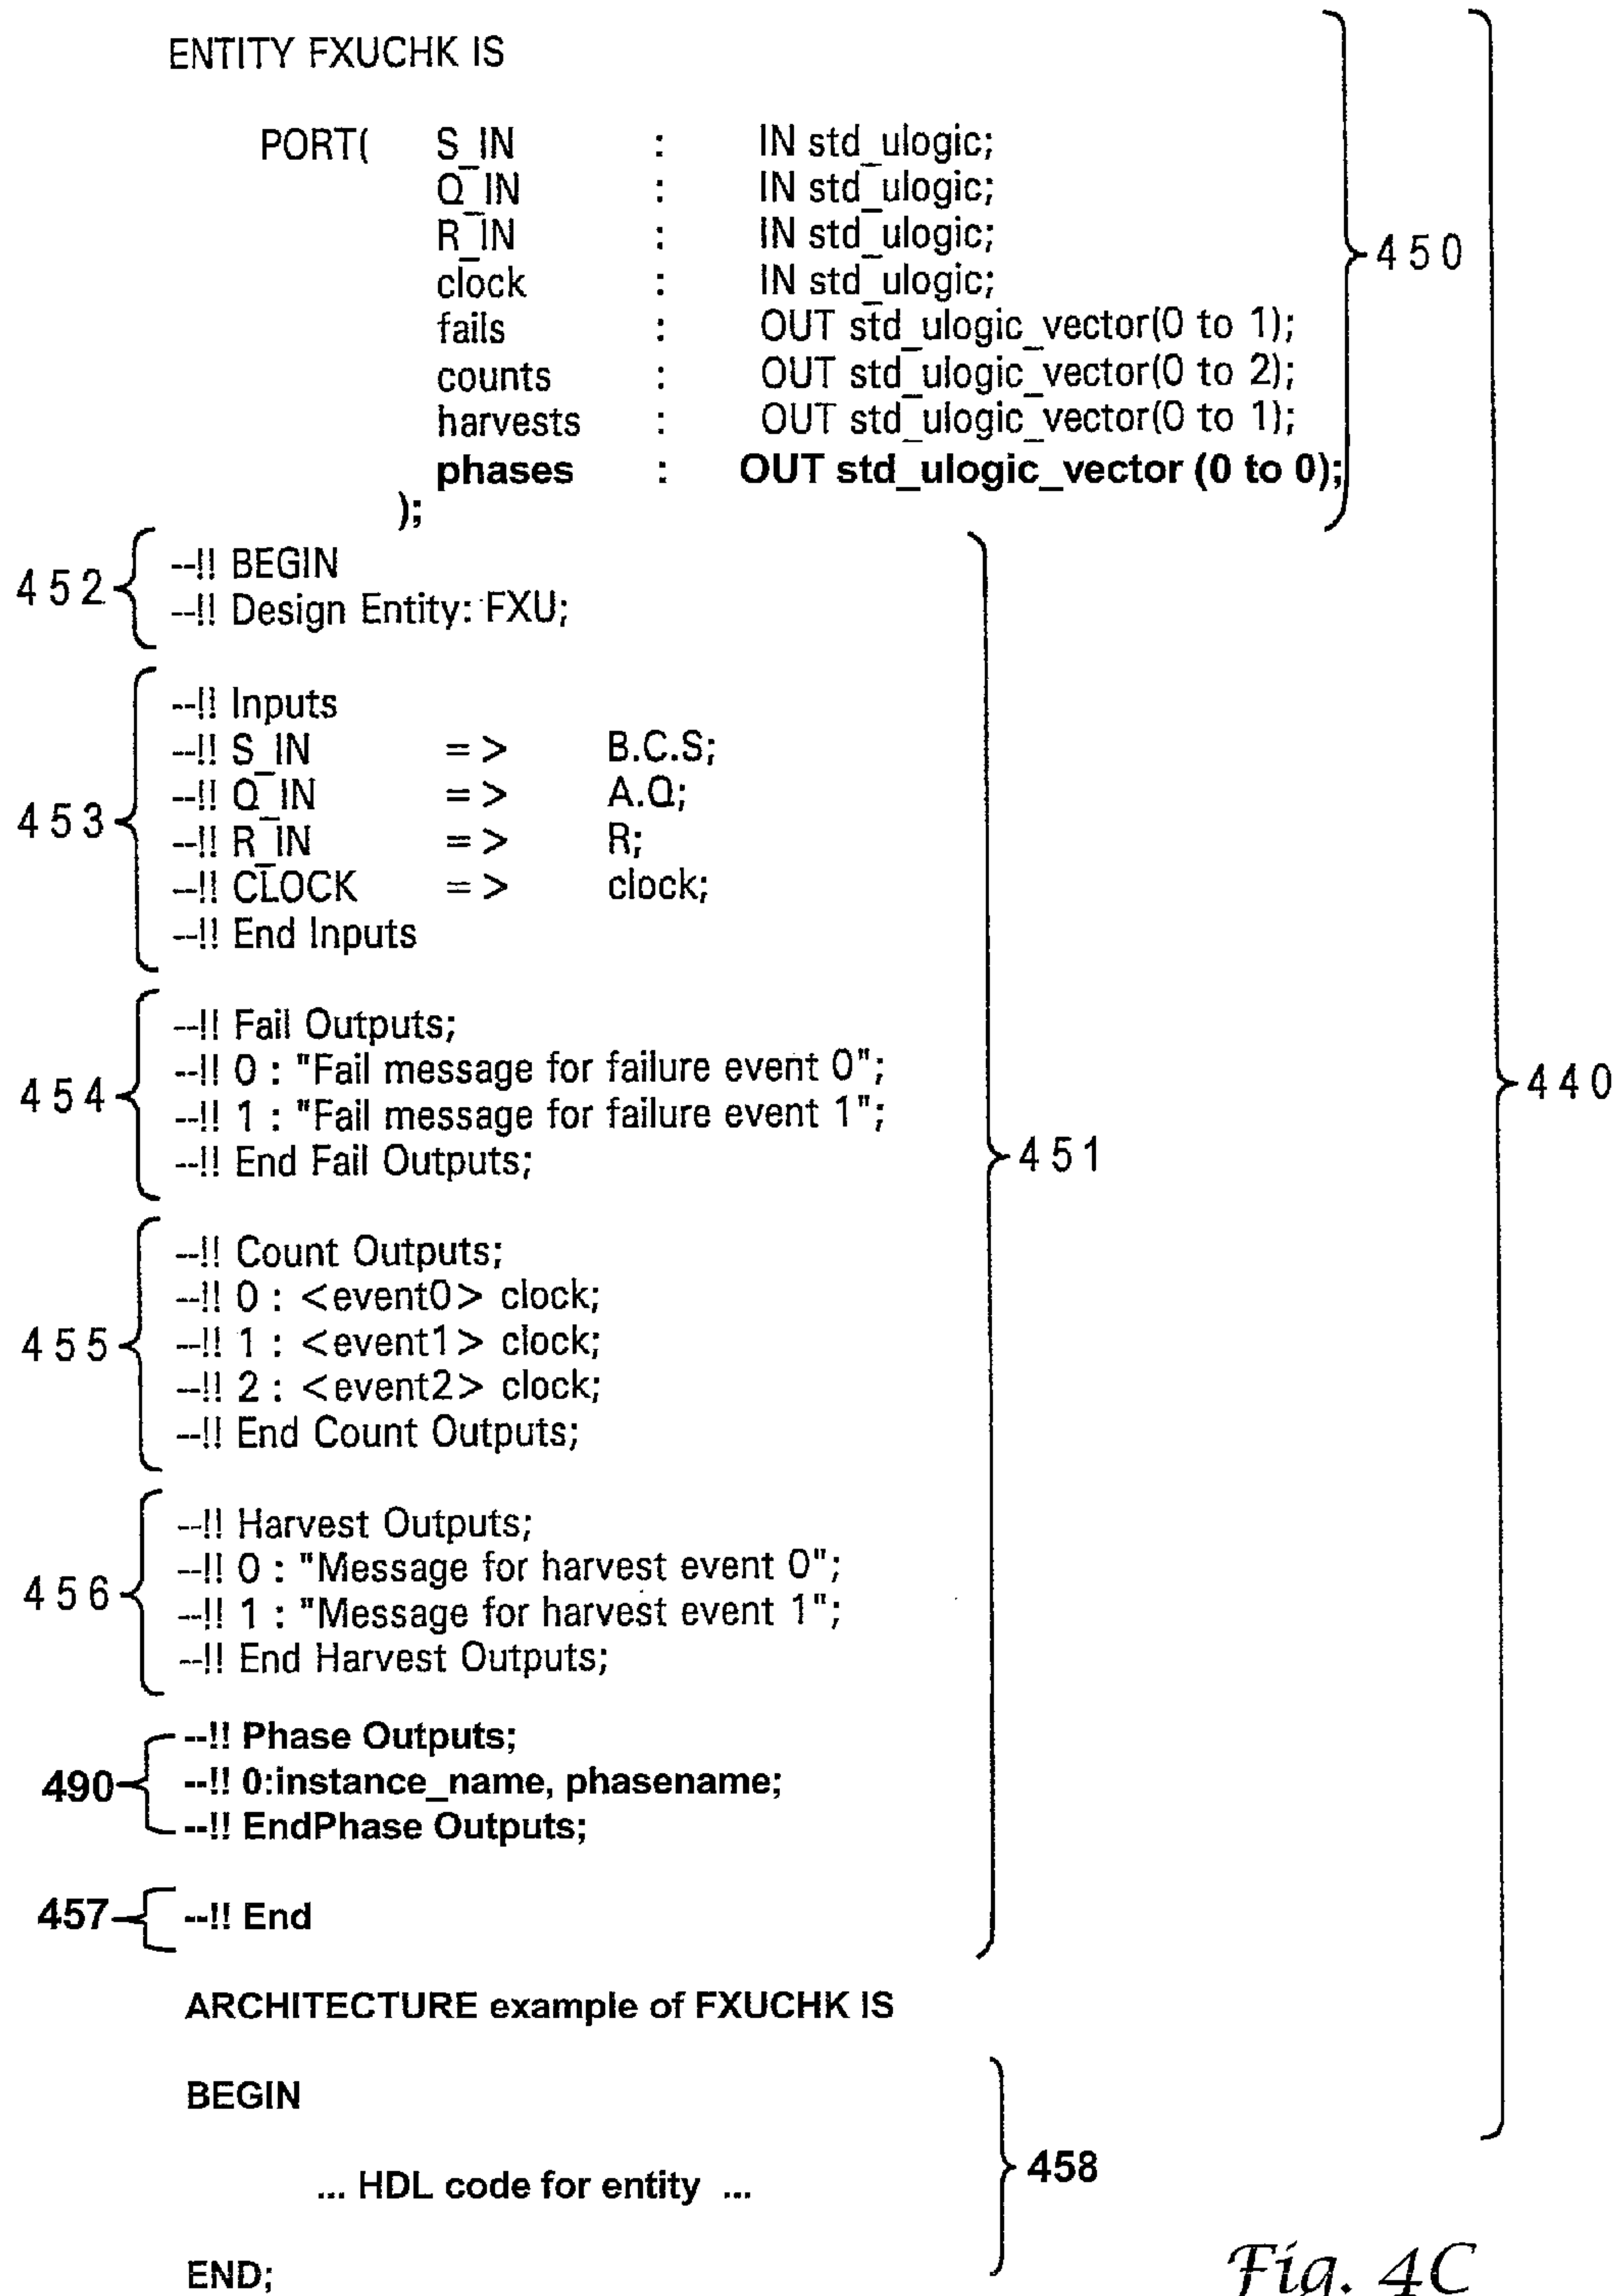 ENTITY FXUCHK IS
PORT( S_IN : IN std_ulogic;
Q_IN : IN std_ulogic;
R_IN : IN std_ulogic;
clock : IN std_ulogic;
fails : OUT std_ulogic_vector(0 to 1);
counts : OUT std_ulogic_vector(0 to 2);
harvests : OUT std_ulogic_vector(0 to 1);
phases : OUT std_ulogic_vector (0 to 0);
);
450
452
--!! BEGIN
--!! Design Entity: FXU;
453
--!! Inputs
--!! S_IN => B.C.S;
--!! Q_IN => A.Q;
--!! R_IN => R;
--!! CLOCK => clock;
--!! End Inputs
454
--!! Fail Outputs;
--!! 0 : "Fail message for failure event 0";
--!! 1 : "Fail message for failure event 1";
--!! End Fail Outputs;
451
440
455
--!! Count Outputs;
--!! 0 : <event0> clock;
--!! 1 : <event1> clock;
--!! 2 : <event2> clock;
--!! End Count Outputs;
456
--!! Harvest Outputs;
--!! 0 : "Message for harvest event 0";
--!! 1 : "Message for harvest event 1";
--!! End Harvest Outputs;
490
--!! Phase Outputs;
--!! 0:instance_name, phasename;
--!! EndPhase Outputs;
457
--!! End
ARCHITECTURE example of FXUCHK IS
BEGIN
... HDL code for entity ...
458
END;
Fig. 4C